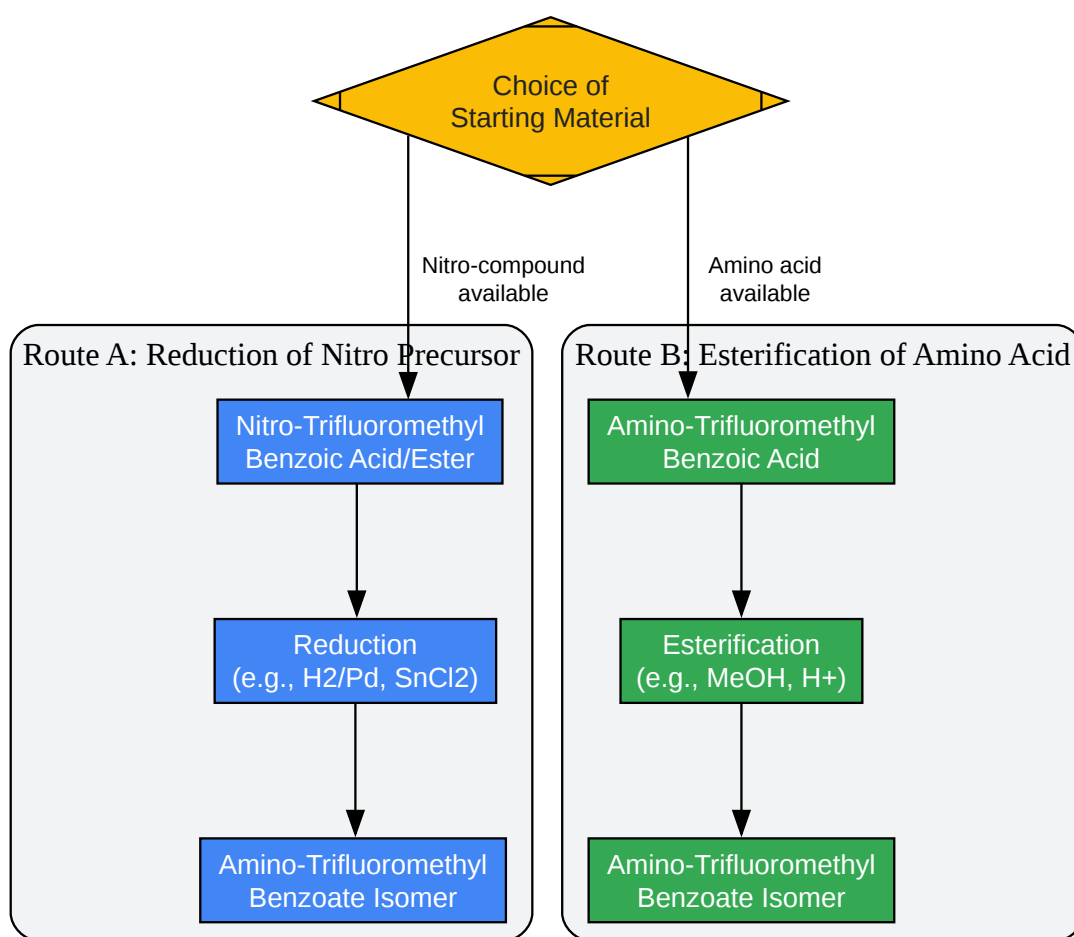 Choice of
Starting Material
Nitro-compound
available
Amino acid
available
Route A: Reduction of Nitro Precursor
Nitro-Trifluoromethyl
Benzoic Acid/Ester
Reduction
(e.g., H2/Pd, SnCl2)
Amino-Trifluoromethyl
Benzoate Isomer
Route B: Esterification of Amino Acid
Amino-Trifluoromethyl
Benzoic Acid
Esterification
(e.g., MeOH, H+)
Amino-Trifluoromethyl
Benzoate Isomer